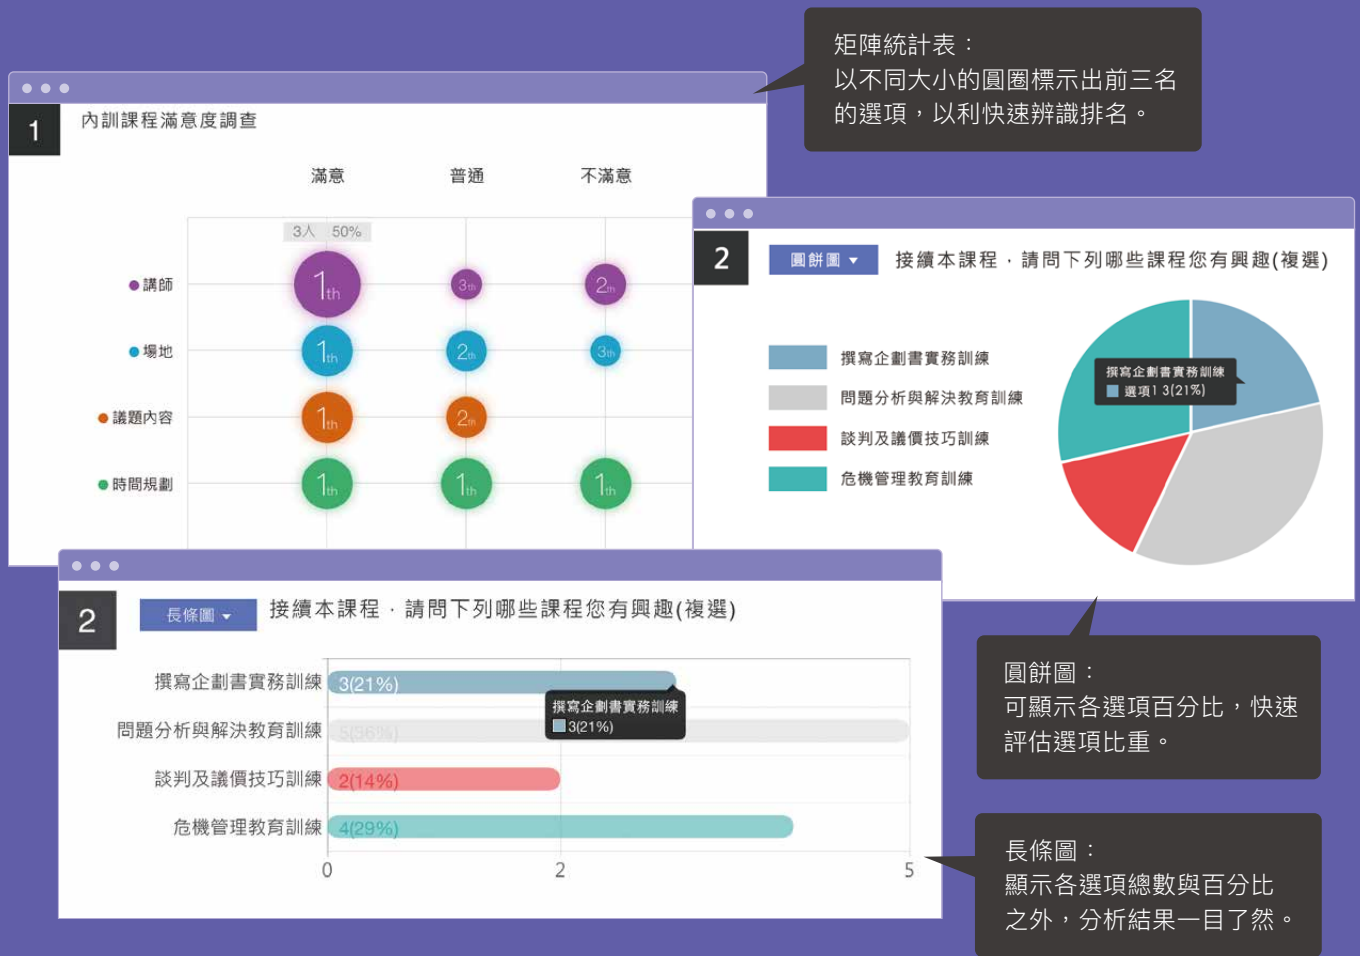 矩陣統計表：
以不同大小的圓圈標示出前三名
的選項，以利快速辨識排名。
1
內訓課程滿意度調查
滿意 普通 不滿意
3人 50%
講師 1th 3th 2th
場地 1th 2th 3th
議題內容 1th 2th
時間規劃 1th 1th 1th
2
圓餅圖
接續本課程，請問下列哪些課程您有興趣(複選)
撰寫企劃書實務訓練
問題分析與解決教育訓練
談判及議價技巧訓練
危機管理教育訓練
撰寫企劃書實務訓練
選項1 3(21%)
2
長條圖
接續本課程，請問下列哪些課程您有興趣(複選)
撰寫企劃書實務訓練 3(21%)
撰寫企劃書實務訓練
3(21%)
問題分析與解決教育訓練 5(36%)
談判及議價技巧訓練 2(14%)
危機管理教育訓練 4(29%)
0 2 5
圓餅圖：
可顯示各選項百分比，快速
評估選項比重。
長條圖：
顯示各選項總數與百分比
之外，分析結果一目了然。